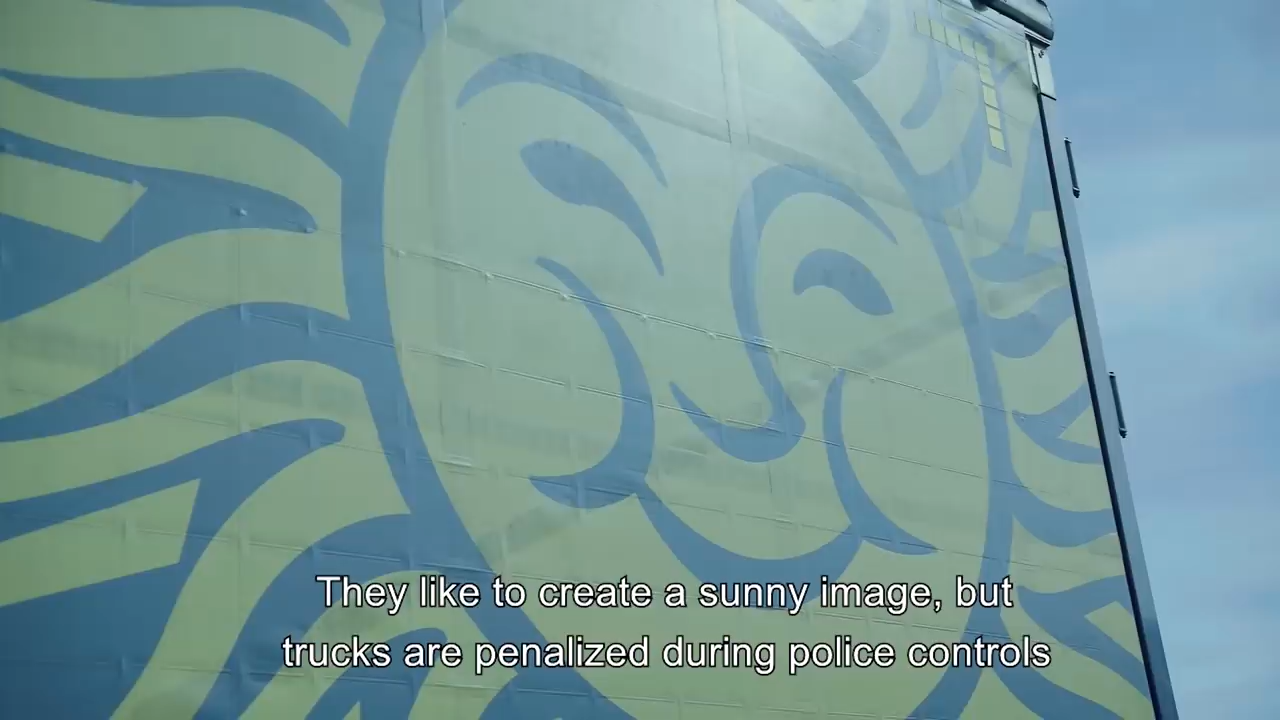 They like to create a sunny image, but
trucks are penalized during police controls